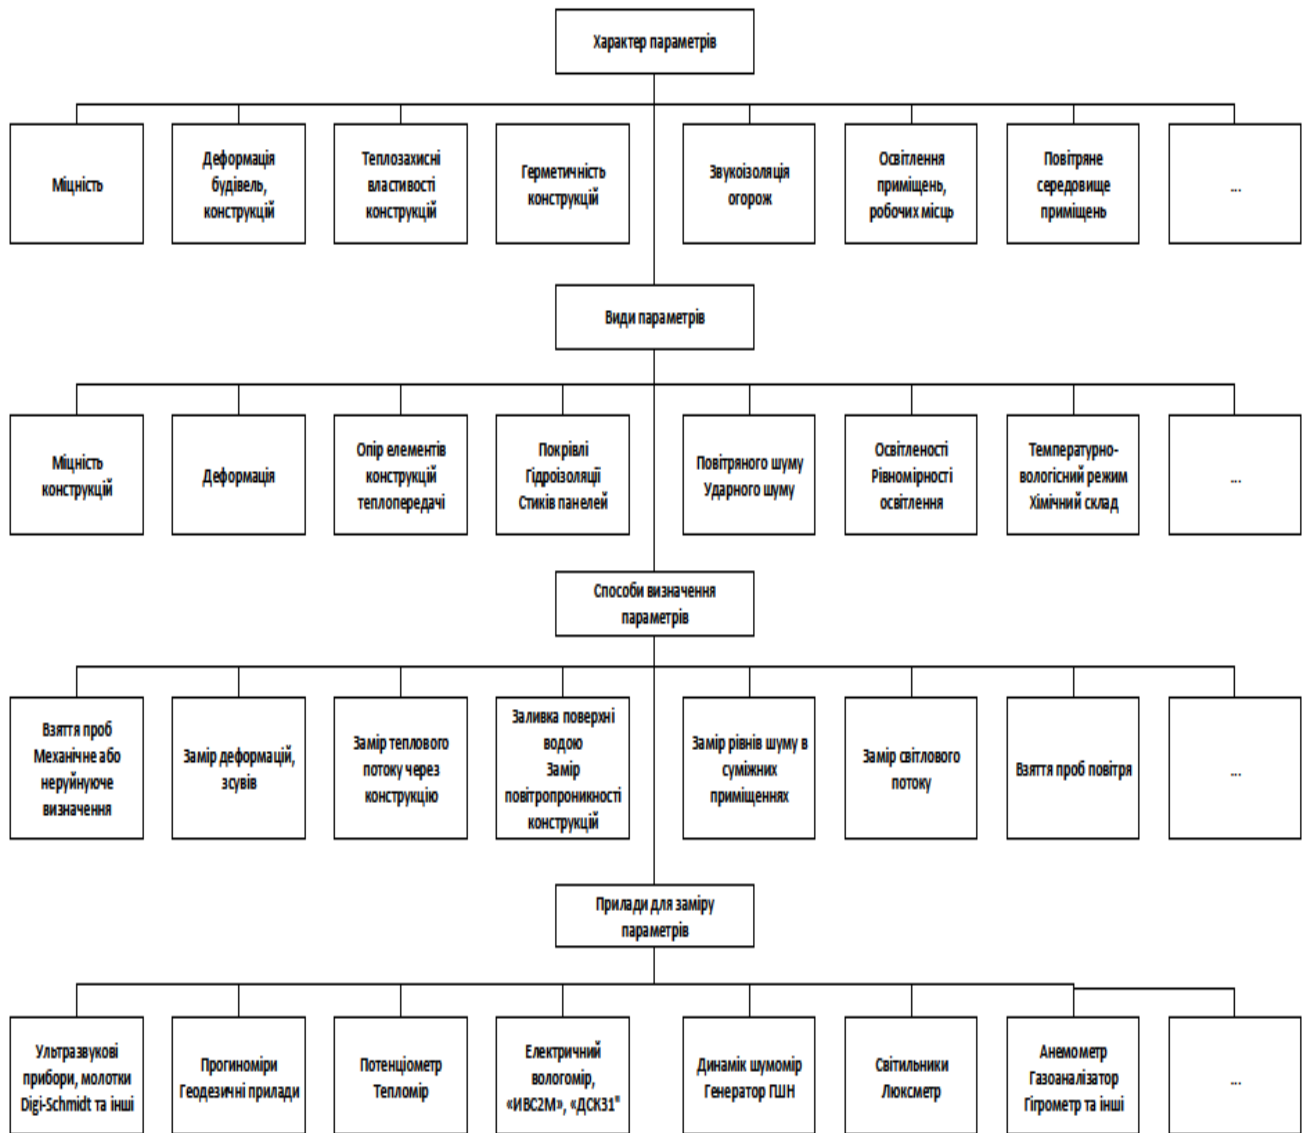 Характер параметрів
Міцність
Деформація
будівель,
конструкцій
Теплозахисні
властивості
конструкцій
Герметичність
конструкцій
Звукоізоляція
огорож
Освітлення
приміщень,
робочих місць
Повітряне
середовище
приміщень
...
Види параметрів
Міцність
конструкцій
Деформація
Опір елементів
конструкцій
теплопередачі
Покрівлі
Гідроізоляції
Стиків панелей
Повітряного шуму
Ударного шуму
Освітленості
Рівномірності
освітлення
Температурно-
вологісний режим
Хімічний склад
...
Способи визначення
параметрів
Взяття проб
Механічне або
неруйнуюче
визначення
Замір деформацій,
зсувів
Замір теплового
потоку через
конструкцію
Заливка поверхні
водою
Замір
повітропроникності
конструкцій
Замір рівнів шуму в
суміжних
приміщеннях
Замір світлового
потоку
Взяття проб повітря
...
Прилади для заміру
параметрів
Ультразвукові
прибори, молотки
Digi-Schmidt та інші
Прогиноміри
Геодезичні прилади
Потенціометр
Тепломір
Електричний
вологомір,
«ИВС2М», «ДСК31"
Динамік шумомір
Генератор ГШН
Світильники
Люксметр
Анемометр
Газоаналізатор
Гігрометр та інші
...